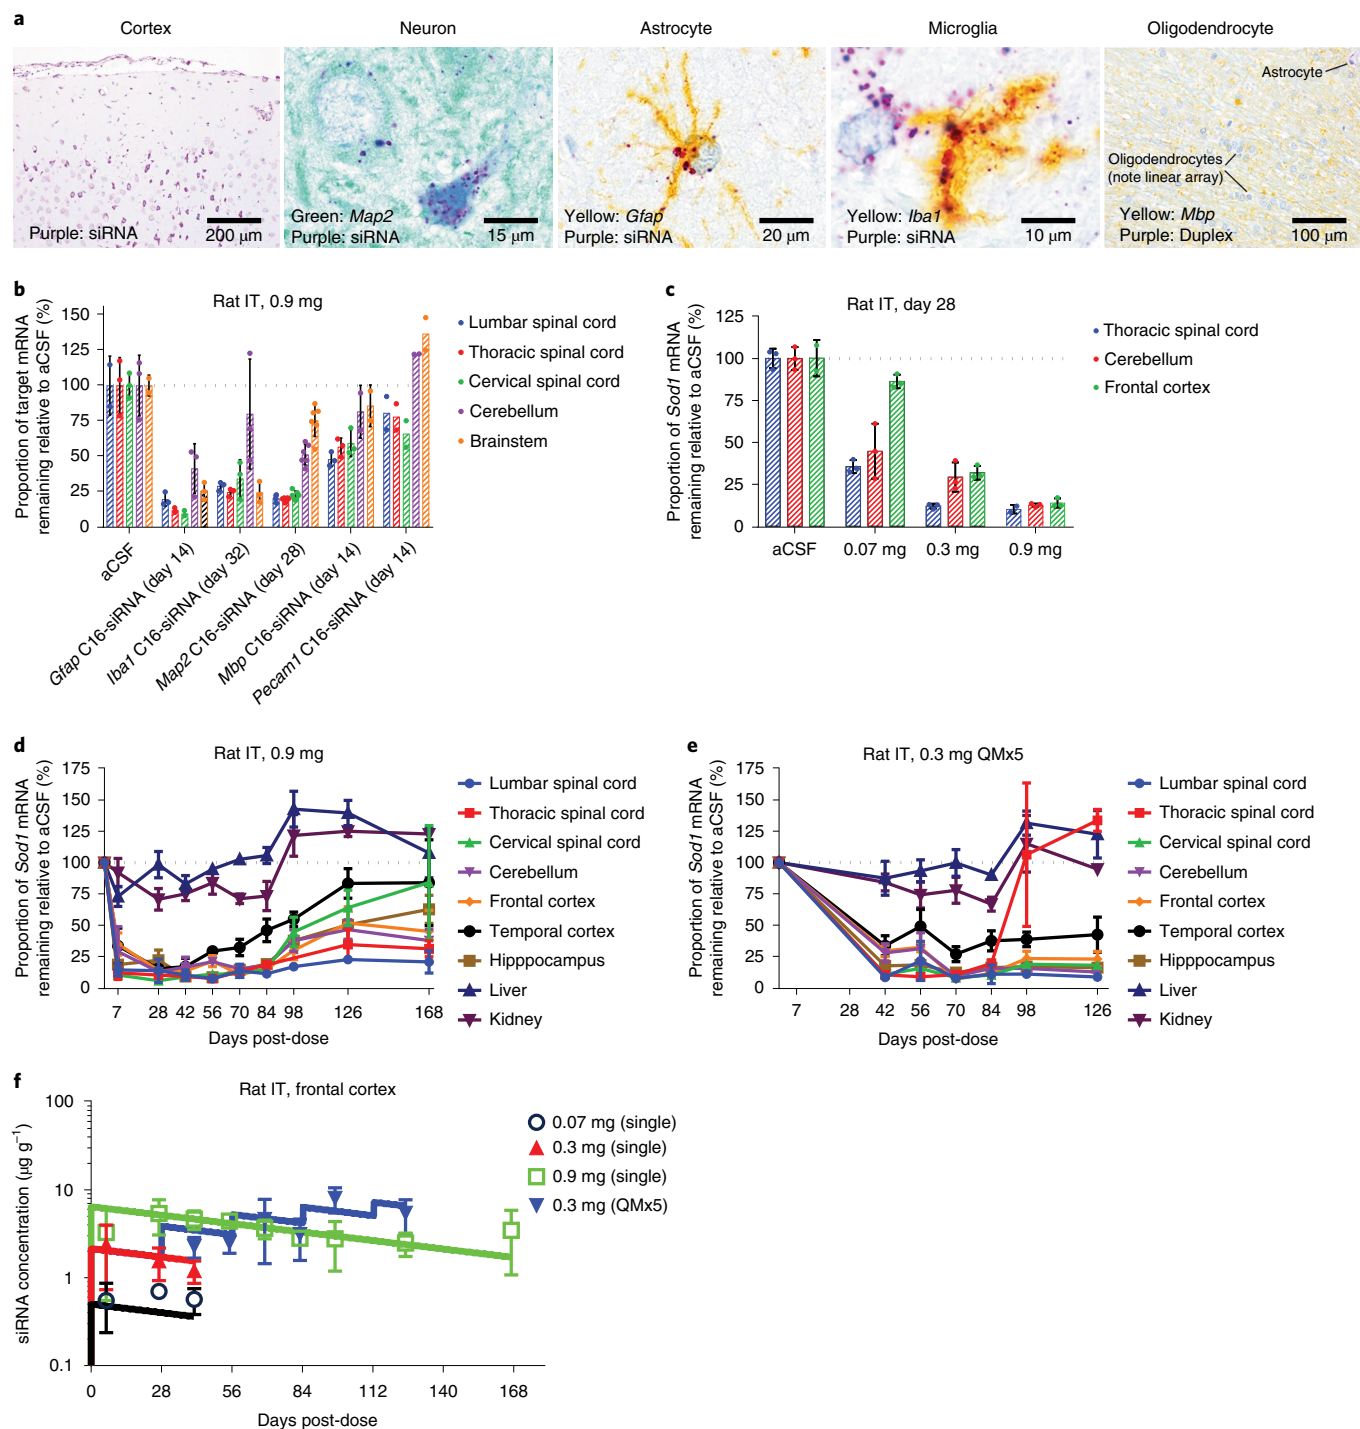 a
Cortex
Neuron
Astrocyte
Microglia
Oligodendrocyte
Purple: siRNA
200 μm
Green: Map2
Purple: siRNA
15 μm
Yellow: Gfap
Purple: siRNA
20 μm
Yellow: Iba1
Purple: siRNA
10 μm
Astrocyte
Oligodendrocytes
(note linear array)
Yellow: Mbp
Purple: Duplex
100 μm
b
Rat IT, 0.9 mg
Proportion of target mRNA
remaining relative to aCSF (%)
150
125
100
75
50
25
0
aCSF
Gfap C16-siRNA (day 14)
Iba1 C16-siRNA (day 32)
Map2 C16-siRNA (day 28)
Mbp C16-siRNA (day 14)
Pecam1 C16-siRNA (day 14)
Lumbar spinal cord
Thoracic spinal cord
Cervical spinal cord
Cerebellum
Brainstem
c
Rat IT, day 28
Proportion of Sod1 mRNA
remaining relative to aCSF (%)
125
100
75
50
25
0
aCSF
0.07 mg
0.3 mg
0.9 mg
Thoracic spinal cord
Cerebellum
Frontal cortex
d
Rat IT, 0.9 mg
Proportion of Sod1 mRNA
remaining relative to aCSF (%)
175
150
125
100
75
50
25
0
7 28 42 56 70 84 98 126 168
Days post-dose
Lumbar spinal cord
Thoracic spinal cord
Cervical spinal cord
Cerebellum
Frontal cortex
Temporal cortex
Hipppocampus
Liver
Kidney
e
Rat IT, 0.3 mg QMx5
Proportion of Sod1 mRNA
remaining relative to aCSF (%)
175
150
125
100
75
50
25
0
7 28 42 56 70 84 98 126
Days post-dose
Lumbar spinal cord
Thoracic spinal cord
Cervical spinal cord
Cerebellum
Frontal cortex
Temporal cortex
Hipppocampus
Liver
Kidney
f
Rat IT, frontal cortex
siRNA concentration (μg g−1)
100
10
1
0.1
0 28 56 84 112 140 168
Days post-dose
0.07 mg (single)
0.3 mg (single)
0.9 mg (single)
0.3 mg (QMx5)